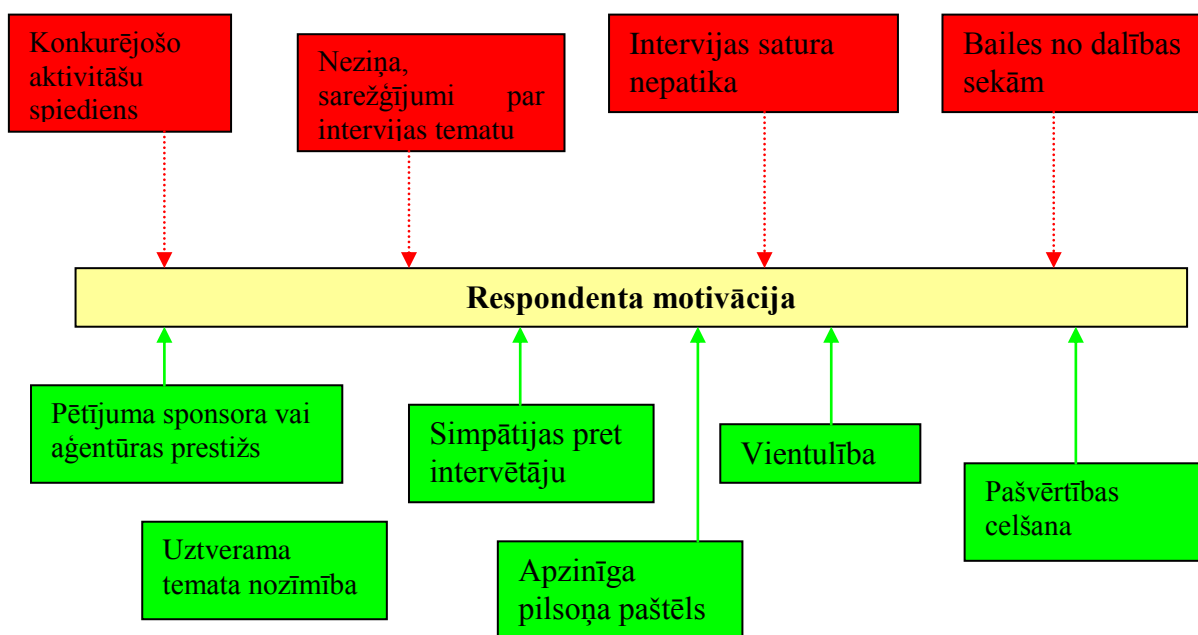 Konkurējošo
aktivitāšu
spiediens
Neziņa,
sarežģījumi par
intervijas tematu
Intervijas satura
nepatika
Bailes no dalības
sekām
Respondenta motivācija
Pētījuma sponsora vai
aģentūras prestižs
Simpātijas pret
intervētāju
Vientulība
Pašvērtības
celšana
Uztverama
temata nozīmība
Apzinīga
pilsoņa paštēls